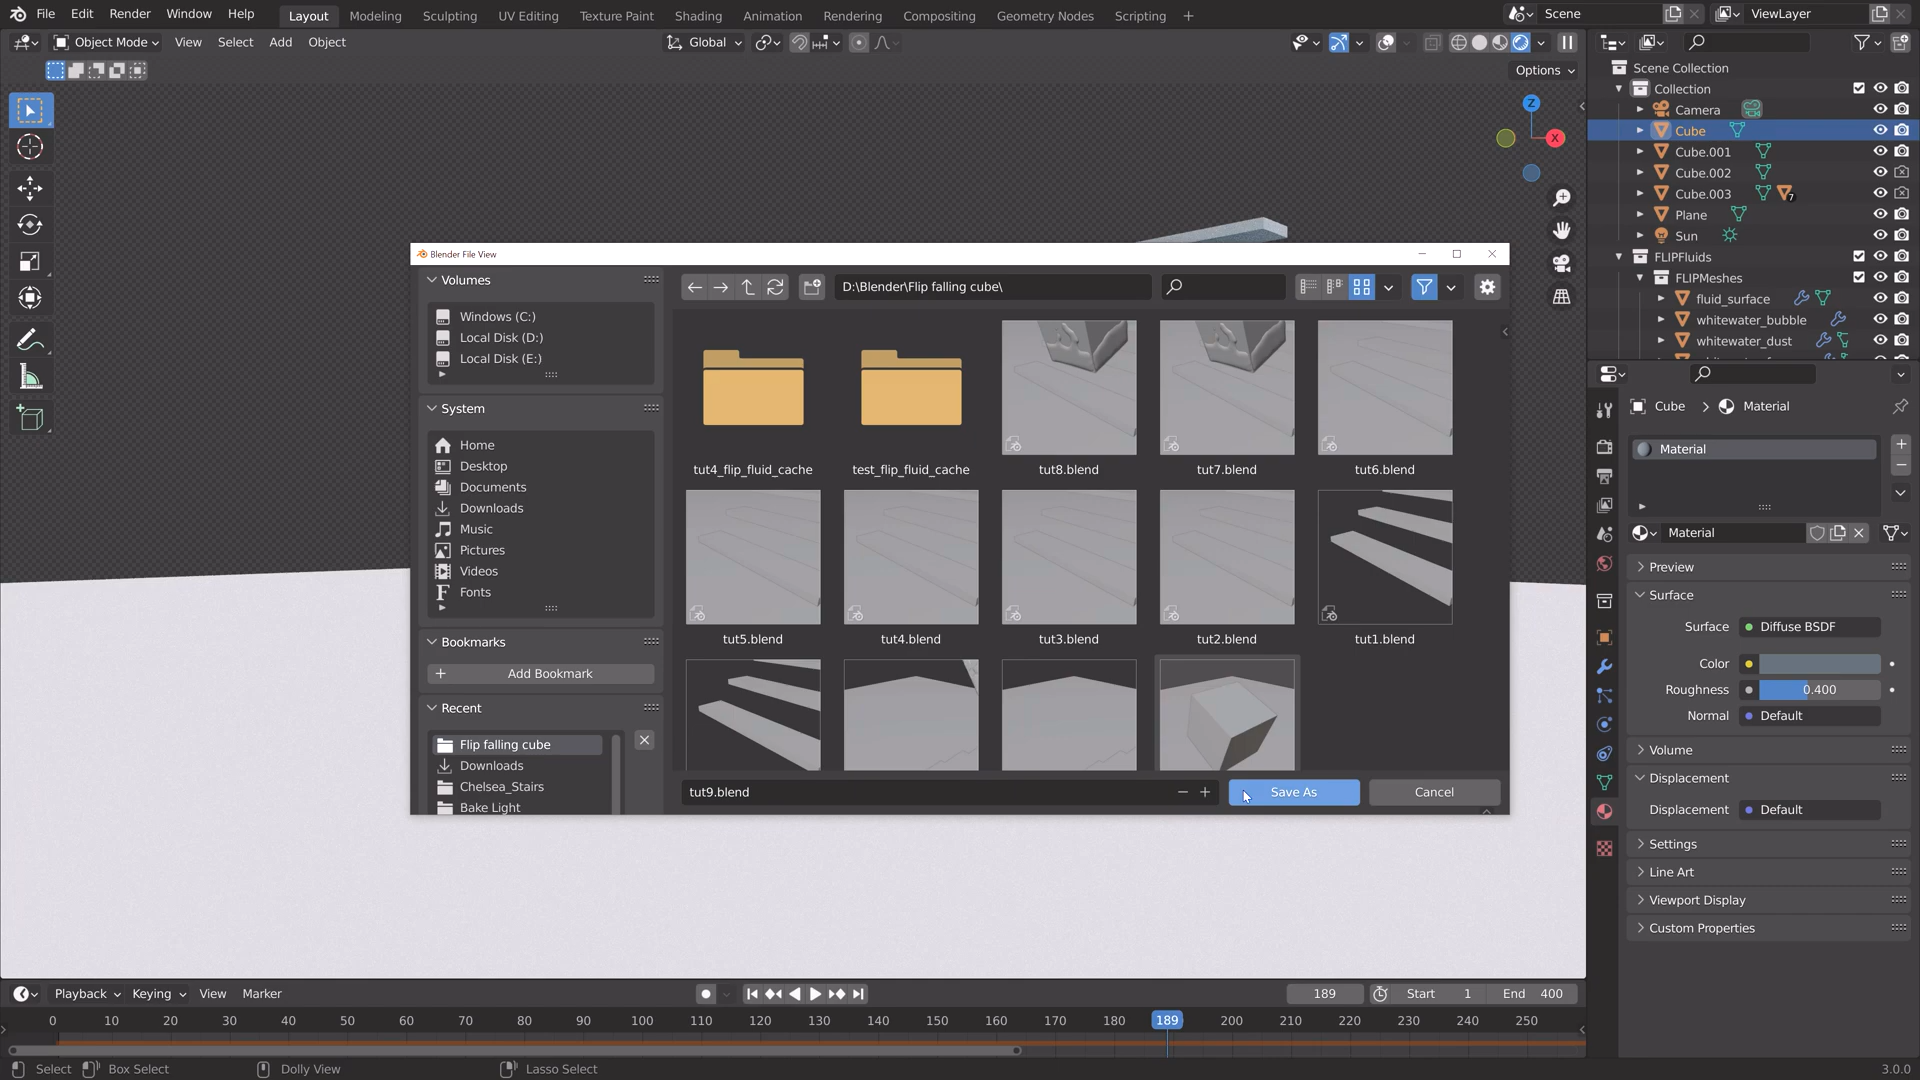 File Edit Render Window Help Layout Modeling Sculpting UV Editing Texture Paint Shading Animation Rendering Compositing Geometry Nodes Scripting + Scene ViewLayer
Object Mode View Select Add Object Global
Options
Z
X
Scene Collection
Collection
Camera
Cube
Cube.001
Cube.002
Cube.003 7
Plane
Sun
FLIPFluids
FLIPMeshes
fluid_surface
whitewater_bubble
whitewater_dust
Blender File View
Volumes
Windows (C:)
Local Disk (D:)
Local Disk (E:)
System
Home
Desktop
Documents
Downloads
Music
Pictures
Videos
Fonts
Bookmarks
Add Bookmark
Recent
Flip falling cube
Downloads
Chelsea_Stairs
Bake Light
D:\Blender\Flip falling cube\
tut4_flip_fluid_cache test_flip_fluid_cache tut8.blend tut7.blend tut6.blend
tut5.blend tut4.blend tut3.blend tut2.blend tut1.blend
tut9.blend Save As Cancel
Cube Material
Material
Material
Preview
Surface
Surface Diffuse BSDF
Color
Roughness 0.400
Normal Default
Volume
Displacement
Displacement Default
Settings
Line Art
Viewport Display
Custom Properties
Playback Keying View Marker 189 Start 1 End 400
0 10 20 30 40 50 60 70 80 90 100 110 120 130 140 150 160 170 180 189 200 210 220 230 240 250
Select Box Select Dolly View Lasso Select 3.0.0